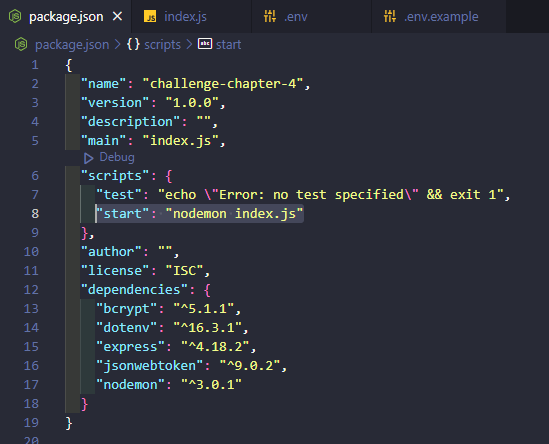 package.json X index.js .env .env.example
package.json > {} scripts > abc start
1 {
2 "name": "challenge-chapter-4",
3 "version": "1.0.0",
4 "description": "",
5 "main": "index.js",
Debug
6 "scripts": {
7 "test": "echo \"Error: no test specified\" && exit 1",
8 "start": "nodemon index.js"
9 },
10 "author": "",
11 "license": "ISC",
12 "dependencies": {
13 "bcrypt": "^5.1.1",
14 "dotenv": "^16.3.1",
15 "express": "^4.18.2",
16 "jsonwebtoken": "^9.0.2",
17 "nodemon": "^3.0.1"
18 }
19 }
20